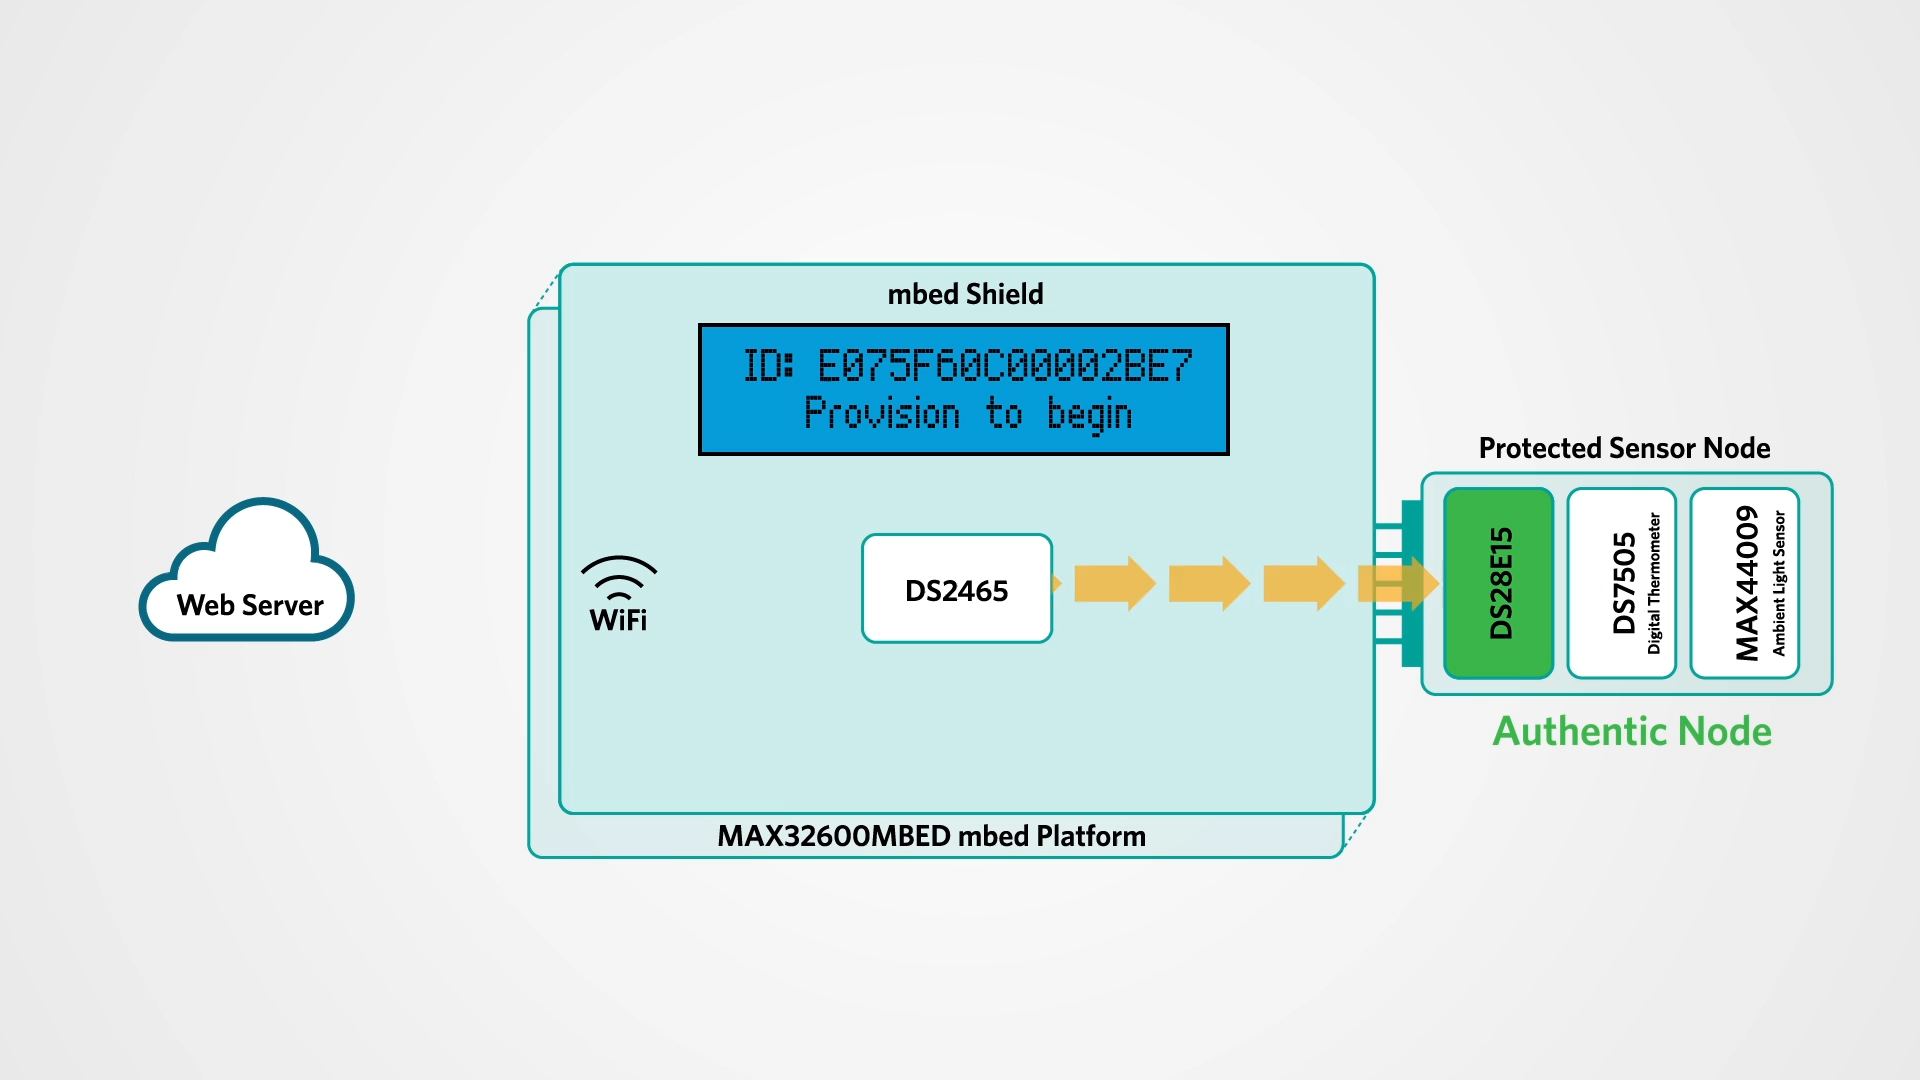 mbed Shield
ID: E075F60C00002BE7
Provision to begin
Web Server
WiFi
DS2465
Protected Sensor Node
DS28E15
DS7505
Digital Thermometer
MAX44009
Ambient Light Sensor
Authentic Node
MAX32600MBED mbed Platform